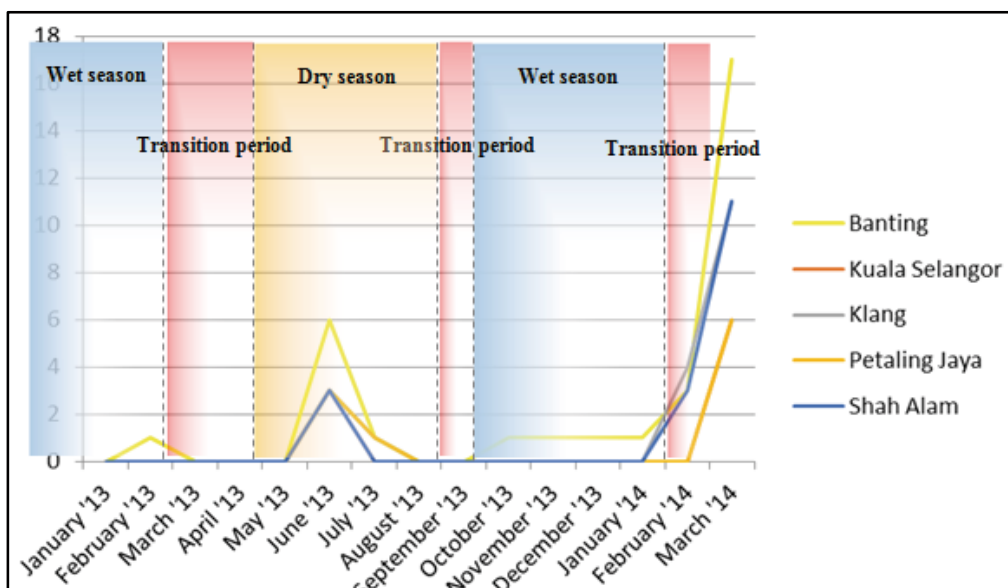 18
16
14
12
10
8
6
4
2
0
Wet season
Dry season
Wet season
Transition period
Transition period
Transition period
Banting
Kuala Selangor
Klang
Petaling Jaya
Shah Alam
January '13
February '13
March '13
April '13
May '13
June '13
July '13
August '13
September '13
October '13
November '13
December '13
January '14
February '14
March '14